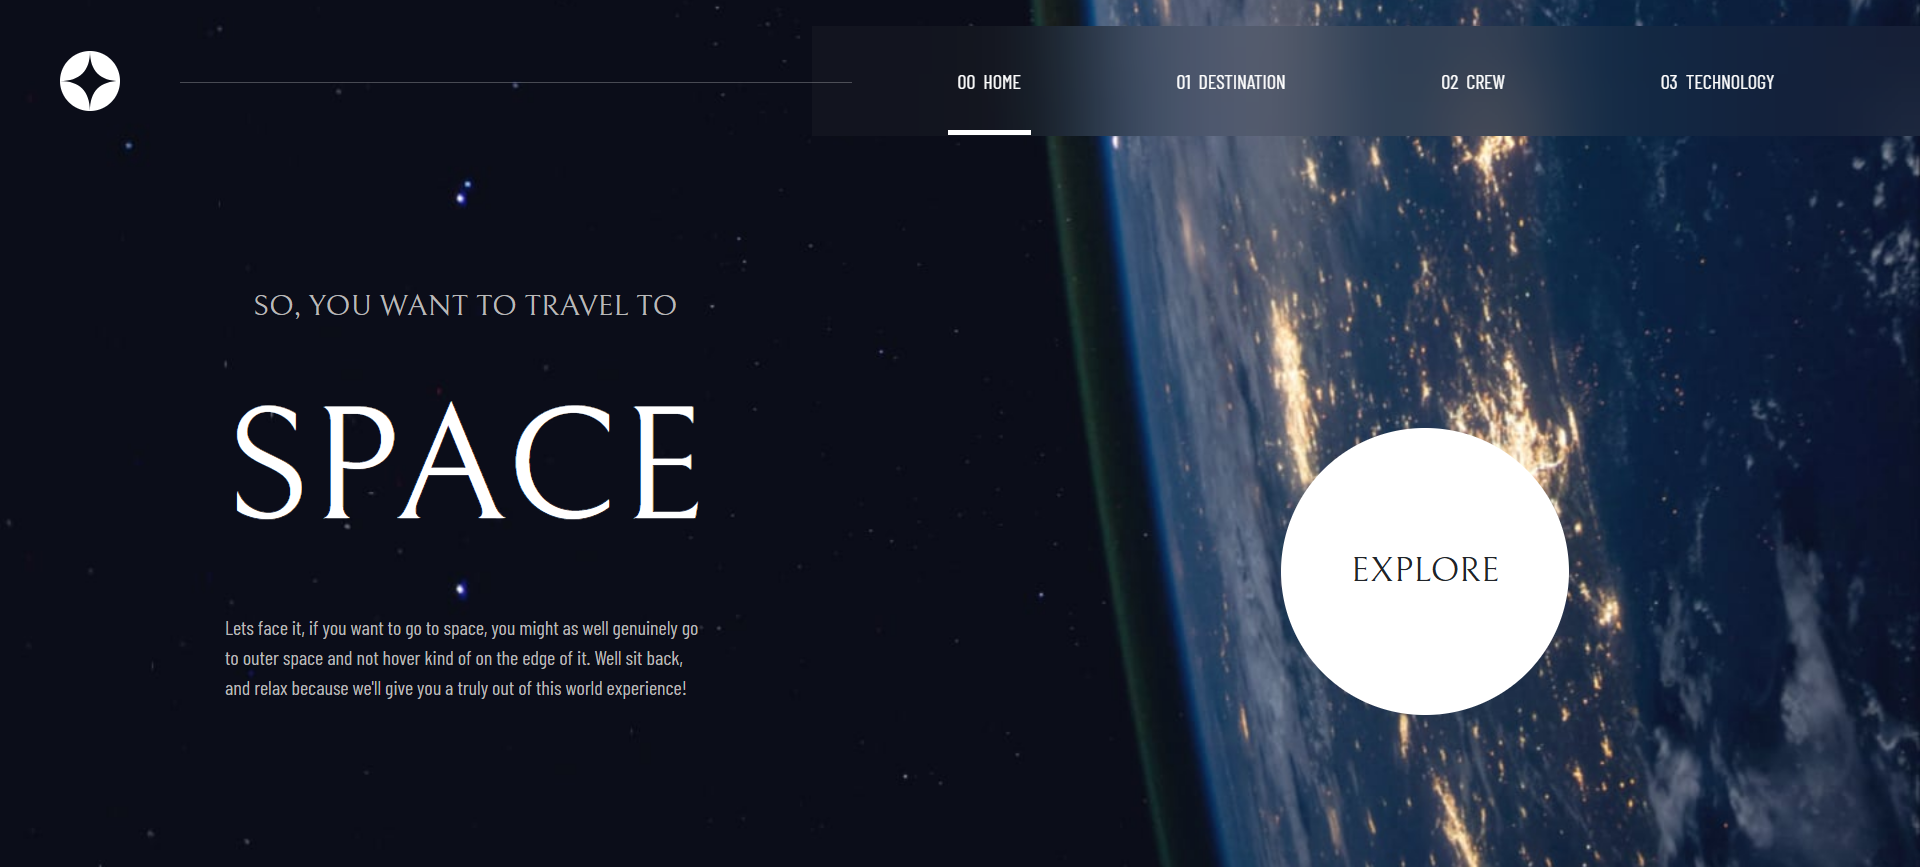 00 HOME 01 DESTINATION 02 CREW 03 TECHNOLOGY
SO, YOU WANT TO TRAVEL TO
SPACE
Lets face it, if you want to go to space, you might as well genuinely go
to outer space and not hover kind of on the edge of it. Well sit back,
and relax because we'll give you a truly out of this world experience!
EXPLORE